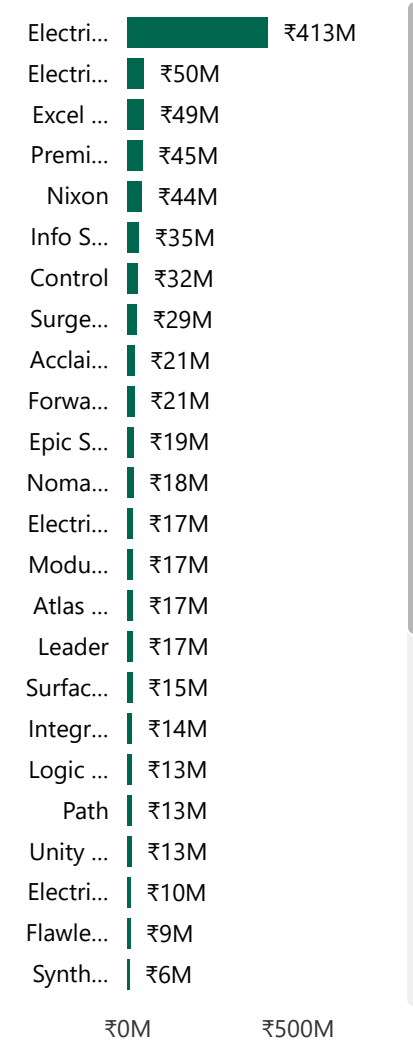 Electri... ₹413M
Electri... ₹50M
Excel ... ₹49M
Premi... ₹45M
Nixon ₹44M
Info S... ₹35M
Control ₹32M
Surge... ₹29M
Acclai... ₹21M
Forwa... ₹21M
Epic S... ₹19M
Noma... ₹18M
Electri... ₹17M
Modu... ₹17M
Atlas ... ₹17M
Leader ₹17M
Surfac... ₹15M
Integr... ₹14M
Logic ... ₹13M
Path ₹13M
Unity ... ₹13M
Electri... ₹10M
Flawle... ₹9M
Synth... ₹6M
₹0M ₹500M